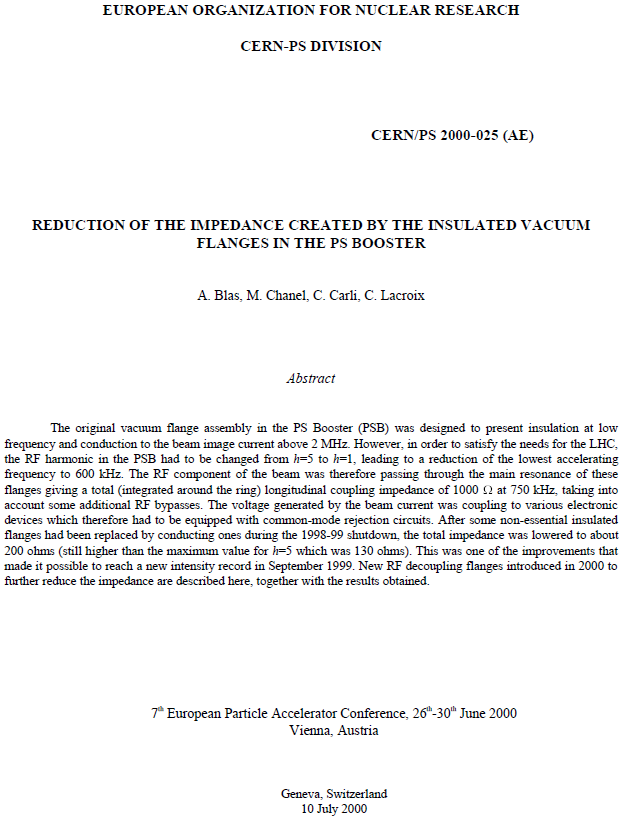 EUROPEAN ORGANIZATION FOR NUCLEAR RESEARCH
CERN-PS DIVISION
CERN/PS 2000-025 (AE)
REDUCTION OF THE IMPEDANCE CREATED BY THE INSULATED VACUUM
FLANGES IN THE PS BOOSTER
A. Blas, M. Chanel, C. Carli, C. Lacroix
Abstract
The original vacuum flange assembly in the PS Booster (PSB) was designed to present insulation at low
frequency and conduction to the beam image current above 2 MHz. However, in order to satisfy the needs for the LHC,
the RF harmonic in the PSB had to be changed from h=5 to h=1, leading to a reduction of the lowest accelerating
frequency to 600 kHz. The RF component of the beam was therefore passing through the main resonance of these
flanges giving a total (integrated around the ring) longitudinal coupling impedance of 1000 Ω at 750 kHz, taking into
account some additional RF bypasses. The voltage generated by the beam current was coupling to various electronic
devices which therefore had to be equipped with common-mode rejection circuits. After some non-essential insulated
flanges had been replaced by conducting ones during the 1998-99 shutdown, the total impedance was lowered to about
200 ohms (still higher than the maximum value for h=5 which was 130 ohms). This was one of the improvements that
made it possible to reach a new intensity record in September 1999. New RF decoupling flanges introduced in 2000 to
further reduce the impedance are described here, together with the results obtained.
7th European Particle Accelerator Conference, 26th-30th June 2000
Vienna, Austria
Geneva, Switzerland
10 July 2000